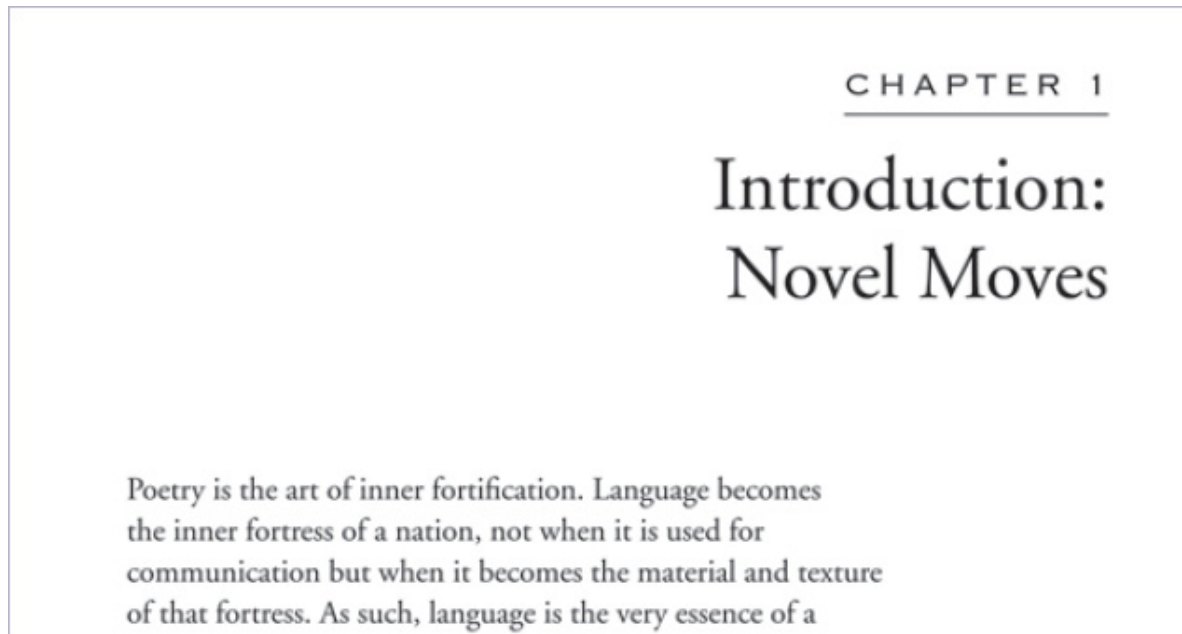 CHAPTER 1
Introduction:
Novel Moves
Poetry is the art of inner fortification. Language becomes
the inner fortress of a nation, not when it is used for
communication but when it becomes the material and texture
of that fortress. As such, language is the very essence of a